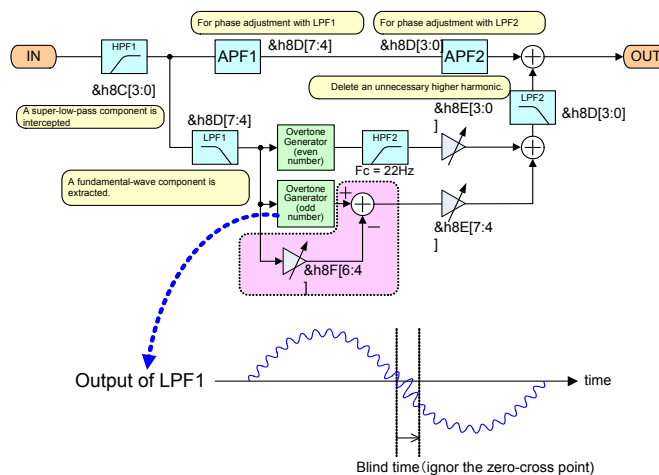 For phase adjustment with LPF1
For phase adjustment with LPF2
IN
HPF1
&h8C[3:0]
APF1
&h8D[7:4]
APF2
&h8D[3:0]
OUT
Delete an unnecessary higher harmonic.
A super-low-pass component is
intercepted
&h8D[7:4]
LPF1
Overtone
Generator
(even
number)
HPF2
Fc = 22Hz
&h8E[3:0
]
LPF2
&h8D[3:0]
A fundamental-wave component is
extracted.
Overtone
Ganerator
(odd
number)
+
−
&h8E[7:4
]
&h8F[6:4
]
Output of LPF1
time
Blind time(ignor the zero-cross point)